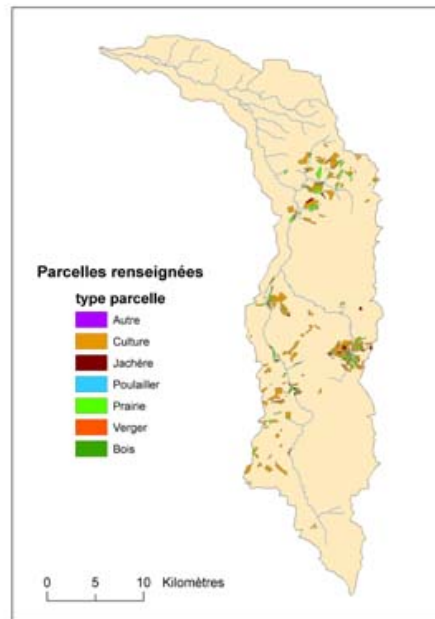 Parcelles renseignées
type parcelle
Autre
Culture
Jachère
Poulailler
Prairie
Verger
Bois
0 5 10 Kilomètres